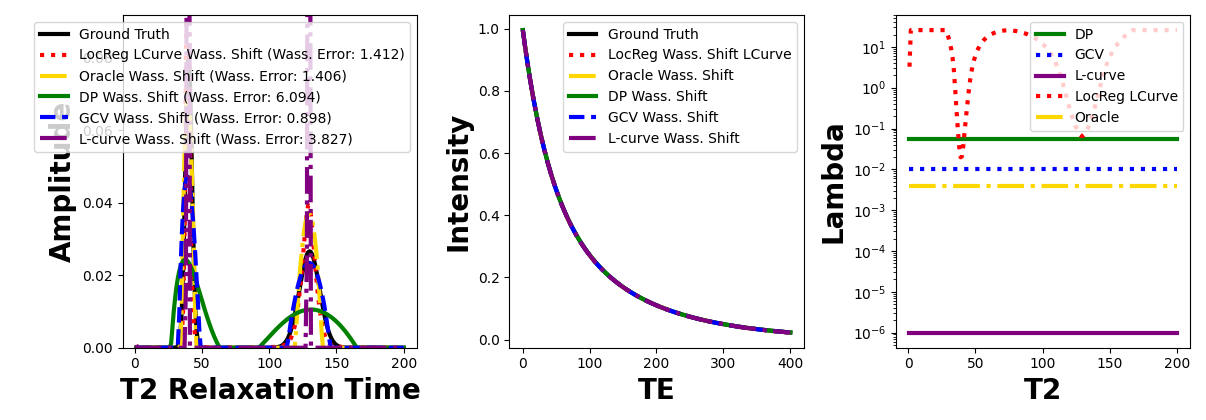 Ground Truth
LocReg LCurve Wass. Shift (Wass. Error: 1.412)
Oracle Wass. Shift (Wass. Error: 1.406)
DP Wass. Shift (Wass. Error: 6.094)
GCV Wass. Shift (Wass. Error: 0.898)
L-curve Wass. Shift (Wass. Error: 3.827)
Amplitude
0.08
0.06
0.04
0.02
0.00
0 50 100 150 200
T2 Relaxation Time
Ground Truth
LocReg Wass. Shift LCurve
Oracle Wass. Shift
DP Wass. Shift
GCV Wass. Shift
L-curve Wass. Shift
Intensity
1.0
0.8
0.6
0.4
0.2
0.0
0 100 200 300 400
TE
DP
GCV
L-curve
LocReg LCurve
Oracle
Lambda
10¹
10⁰
10⁻¹
10⁻²
10⁻³
10⁻⁴
10⁻⁵
10⁻⁶
0 50 100 150 200
T2